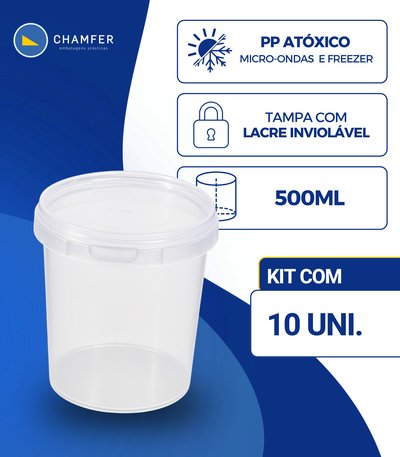 CHAMFER
embalagens plásticas
PP ATÓXICO
MICRO-ONDAS E FREEZER
TAMPA COM
LACRE INVIOLÁVEL
500ML
KIT COM
10 UNI.